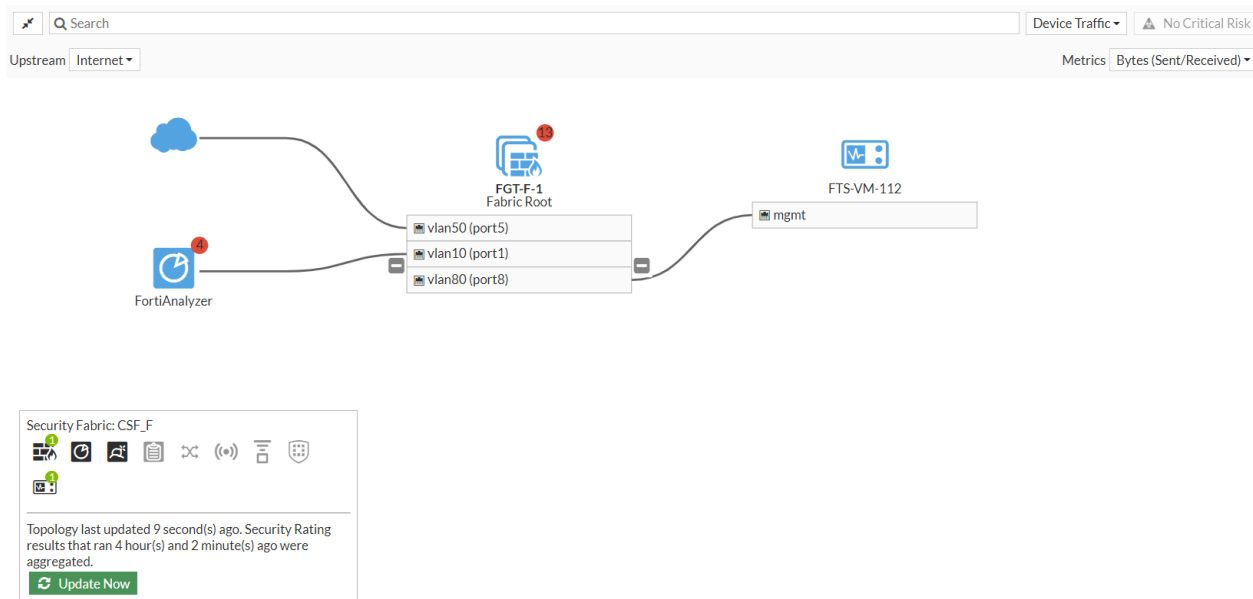 Search
Device Traffic
No Critical Risk
Upstream Internet
Metrics Bytes (Sent/Received)
13
FGT-F-1
Fabric Root
FTS-VM-112
vlan50 (port5)
mgmt
4
vlan10 (port1)
vlan80 (port8)
FortiAnalyzer
Security Fabric: CSF_F
1
1
Topology last updated 9 second(s) ago. Security Rating
results that ran 4 hour(s) and 2 minute(s) ago were
aggregated.
Update Now